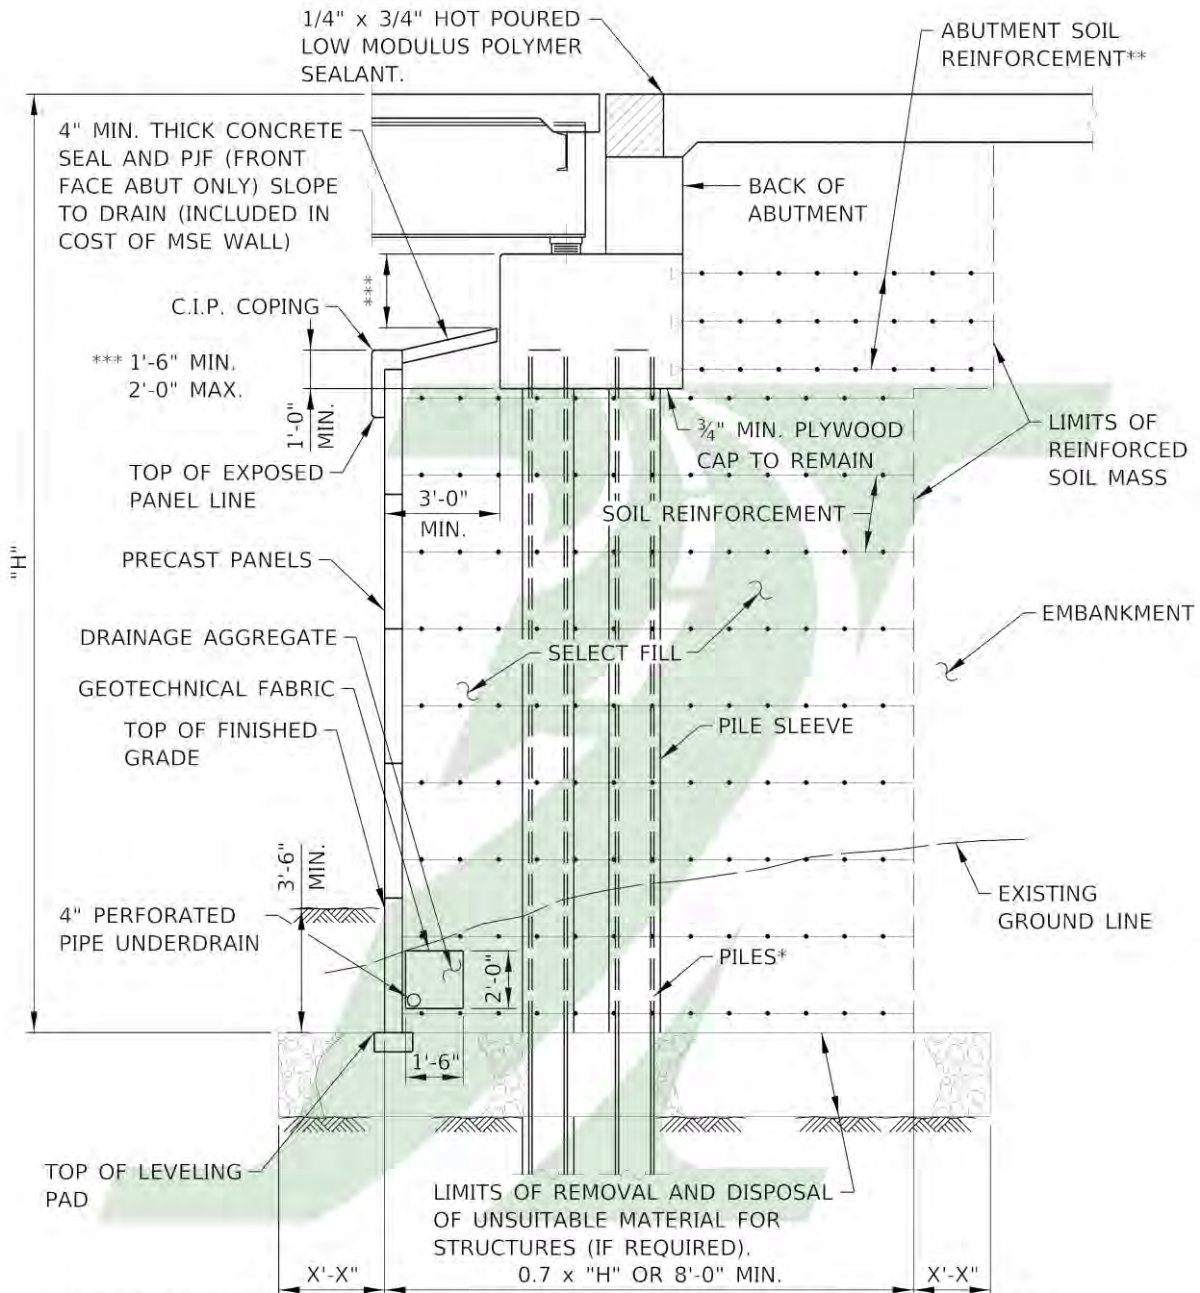 1/4" x 3/4" HOT POURED
LOW MODULUS POLYMER
SEALANT.
ABUTMENT SOIL
REINFORCEMENT**
4" MIN. THICK CONCRETE
SEAL AND PJF (FRONT
FACE ABUT ONLY) SLOPE
TO DRAIN (INCLUDED IN
COST OF MSE WALL)
BACK OF
ABUTMENT
***
C.I.P. COPING
*** 1'-6" MIN.
2'-0" MAX.
1'-0"
MIN.
3/4" MIN. PLYWOOD
CAP TO REMAIN
LIMITS OF
REINFORCED
SOIL MASS
TOP OF EXPOSED
PANEL LINE
3'-0"
MIN.
SOIL REINFORCEMENT
"H"
PRECAST PANELS
EMBANKMENT
DRAINAGE AGGREGATE
SELECT FILL
GEOTECHNICAL FABRIC
TOP OF FINISHED
GRADE
PILE SLEEVE
3'-6"
MIN.
EXISTING
GROUND LINE
4" PERFORATED
PIPE UNDERDRAIN
PILES*
2'-0"
1'-6"
TOP OF LEVELING
PAD
LIMITS OF REMOVAL AND DISPOSAL
OF UNSUITABLE MATERIAL FOR
STRUCTURES (IF REQUIRED).
X'-X"
0.7 x "H" OR 8'-0" MIN.
X'-X"